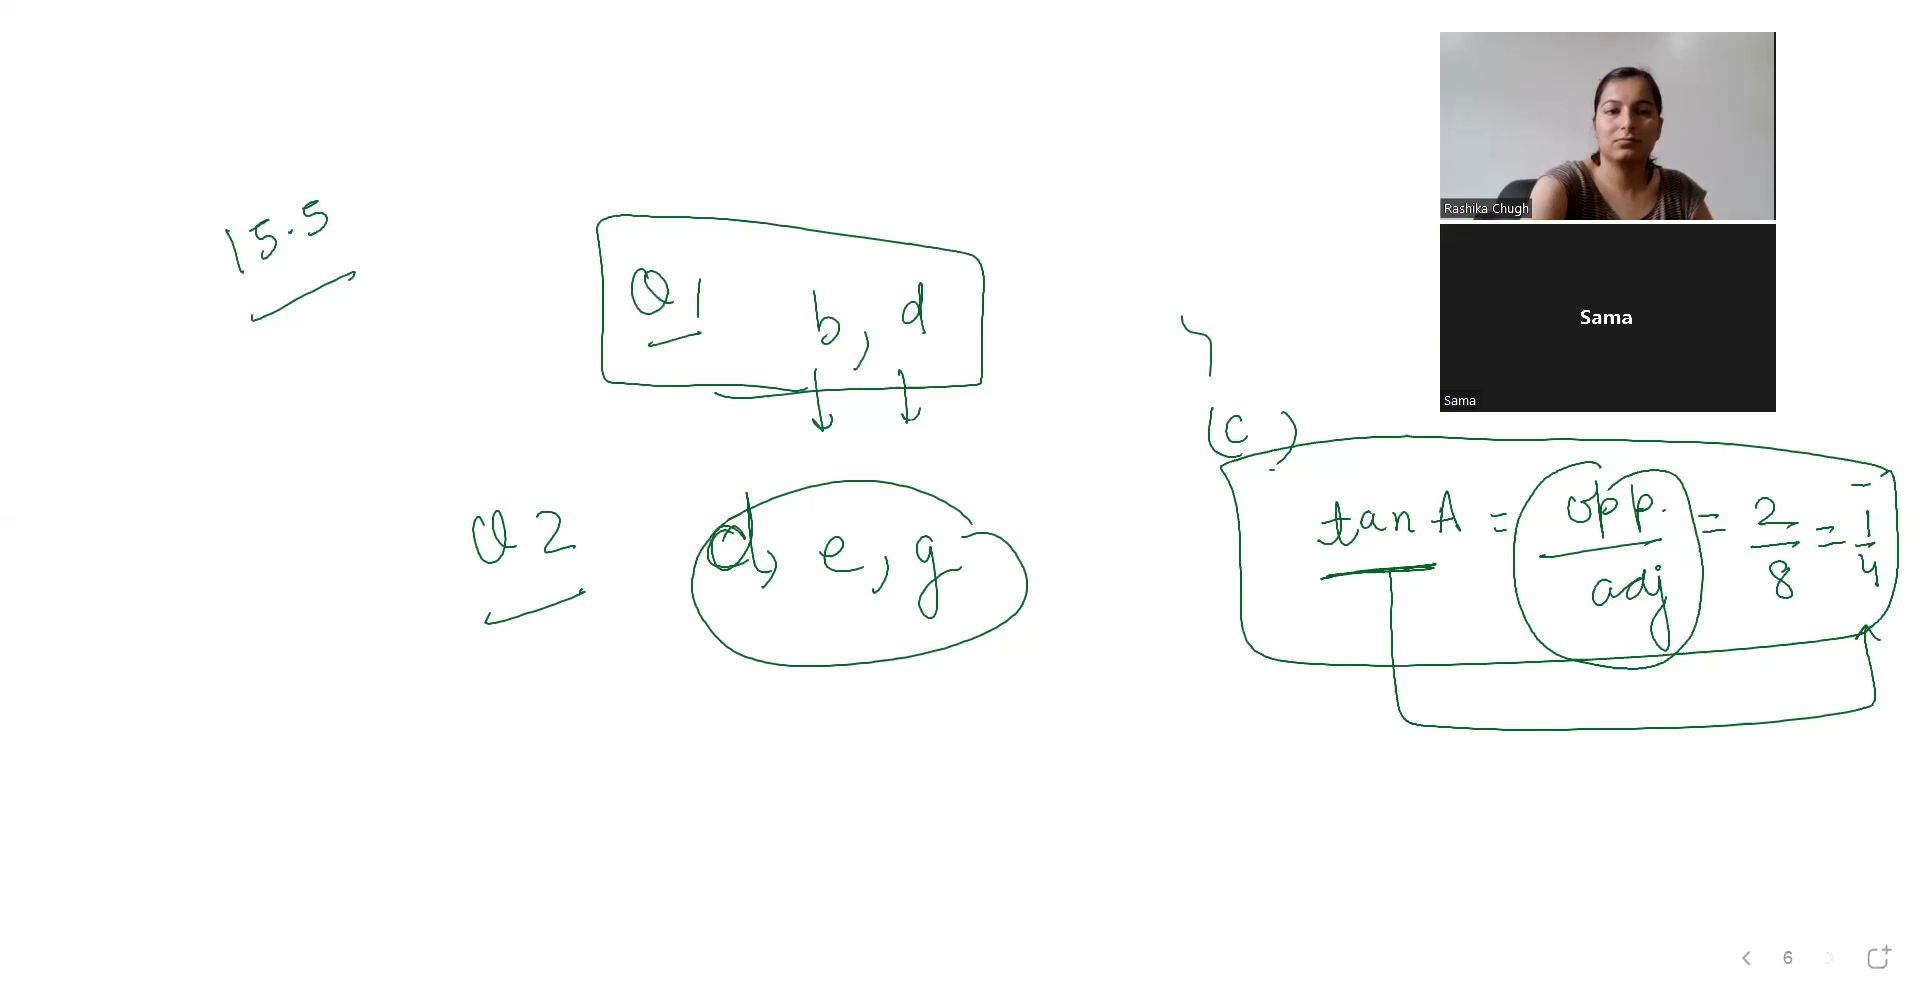 15.5
Q1 b, d
Q2 d, e, g
(c)
tan A = opp. / adj = 2/8 = 1/4
Rashika Chugh
Sama
Sama
6